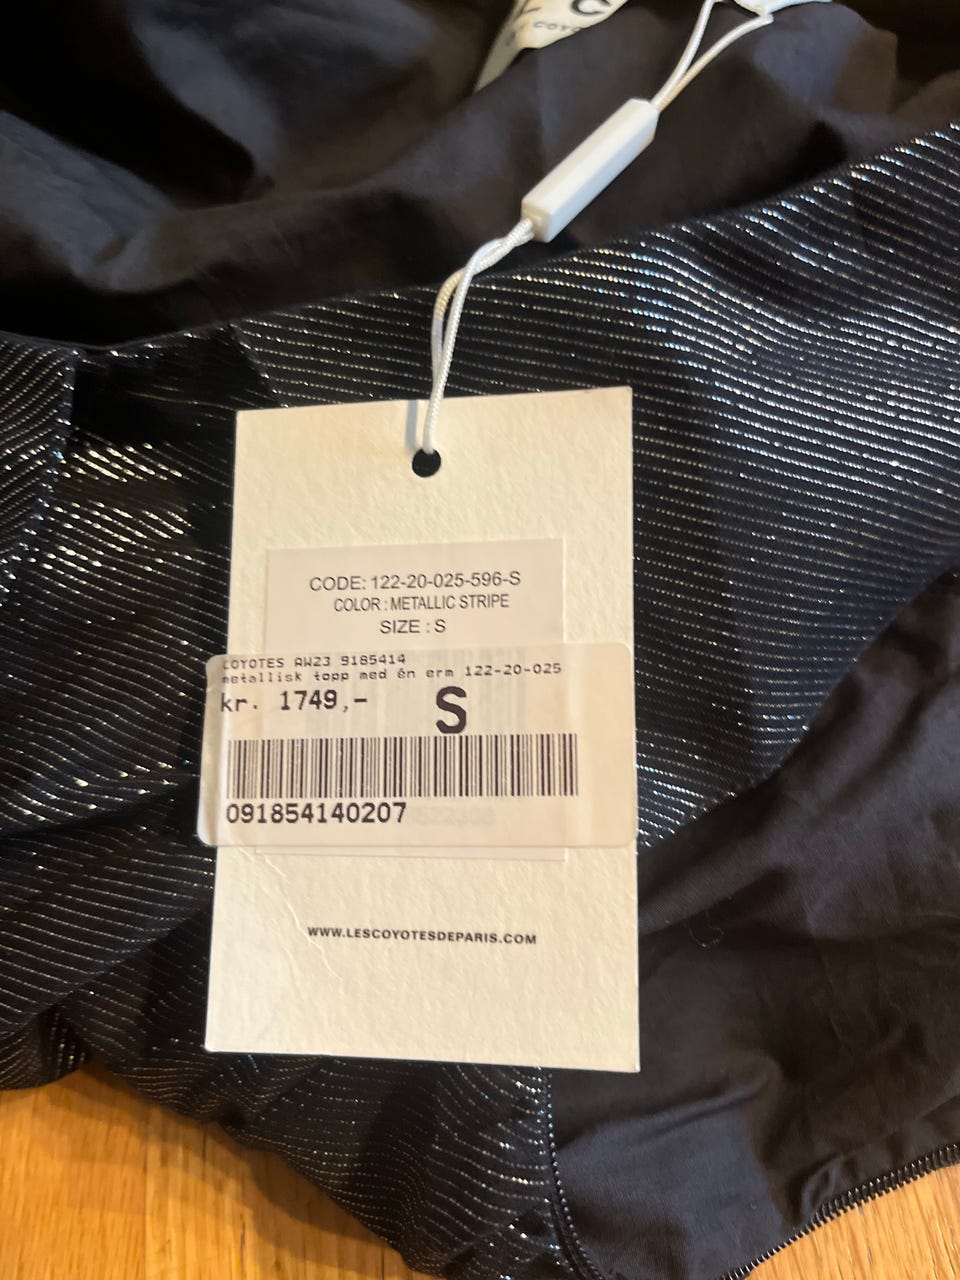 C
COYO
CODE: 122-20-025-596-S
COLOR : METALLIC STRIPE
SIZE : S
COYOTES AW23 9185414
metallisk topp med én erm 122-20-025
kr. 1749,-
S
091854140207
WWW.LESCOYOTESDEPARIS.COM